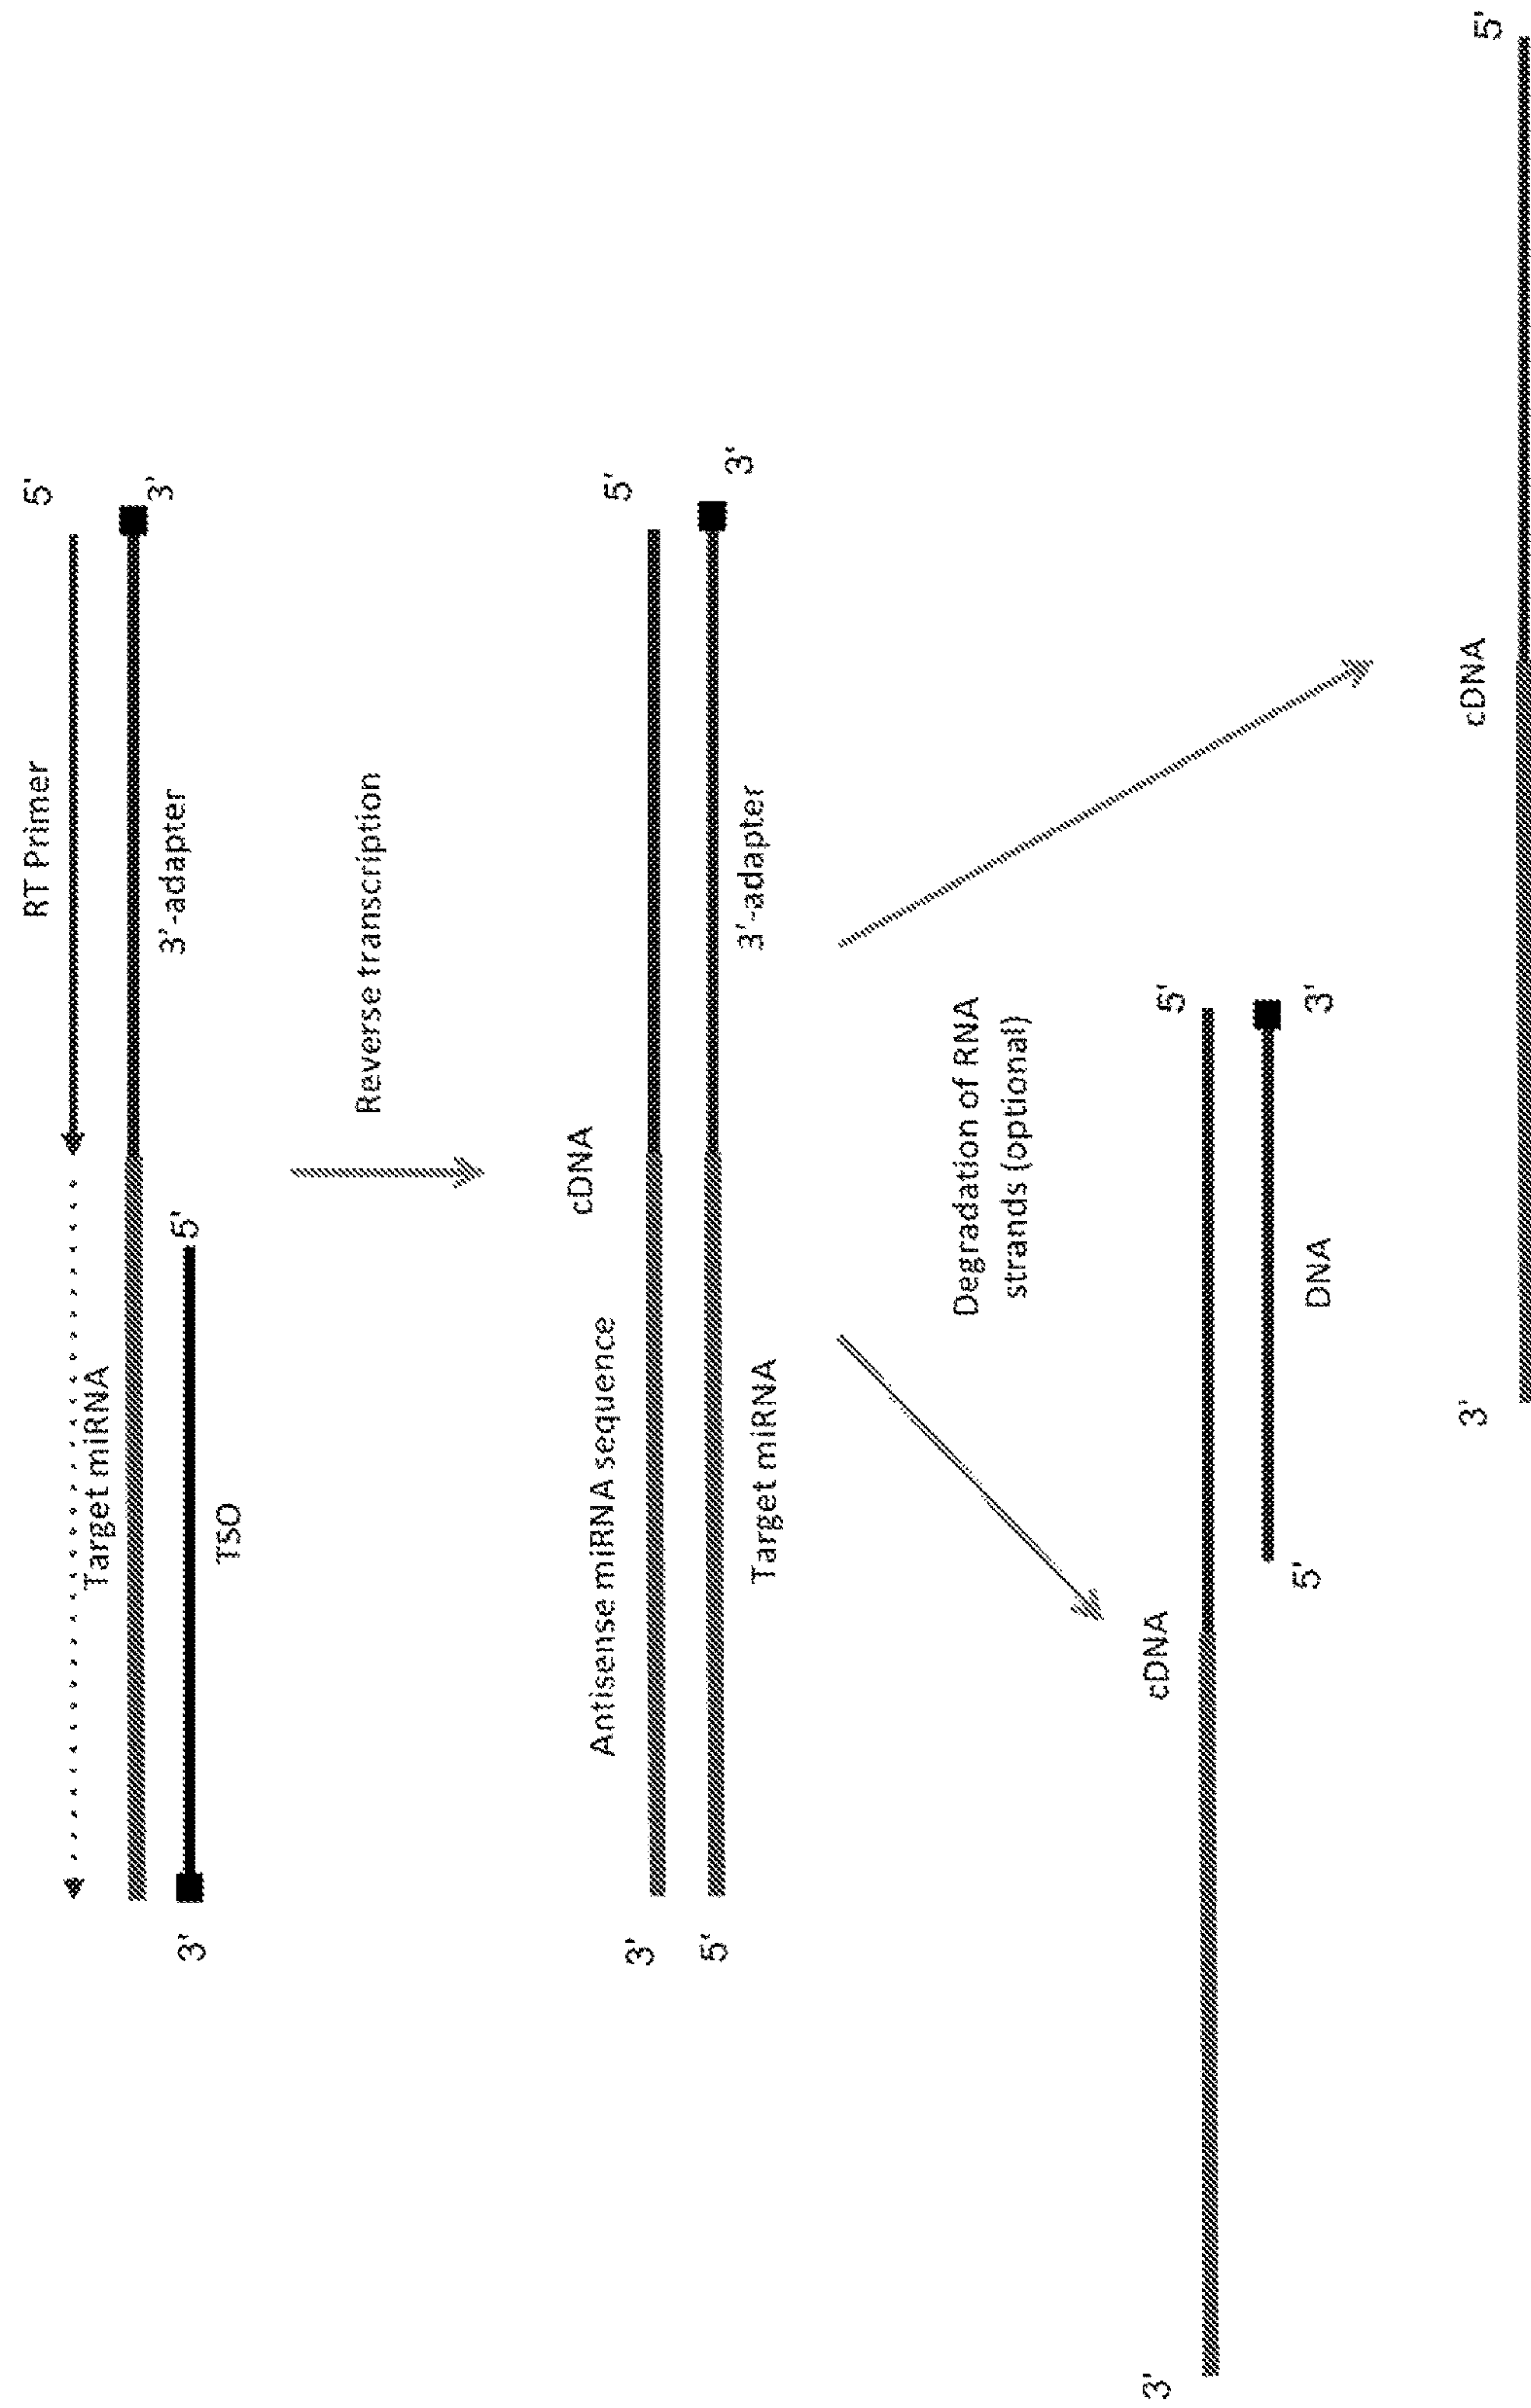 RT Primer
5'
Target miRNA
3'-adapter
3'
3'
TSO
5'
Reverse transcription
cDNA
Antisense miRNA sequence
3'
5'
5'
Target miRNA
3'-adapter
3'
Degradation of RNA
strands (optional)
cDNA
3'
5'
5'
DNA
3'
cDNA
3'
5'